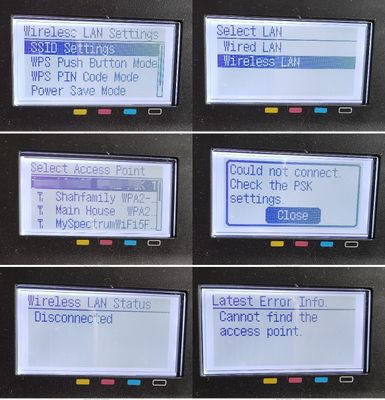 Wireless LAN Settings
SSID Settings
WPS Push Button Mode
WPS PIN Code Mode
Power Save Mode
Select LAN
Wired LAN
Wireless LAN
Select Access Point
Shahfamily WPA2-
Main House WPA2
MySpectrumWiFi5F
Could not connect.
Check the PSK
settings.
Close
Wireless LAN Status
Disconnected
Latest Error Info.
Cannot find the
access point.